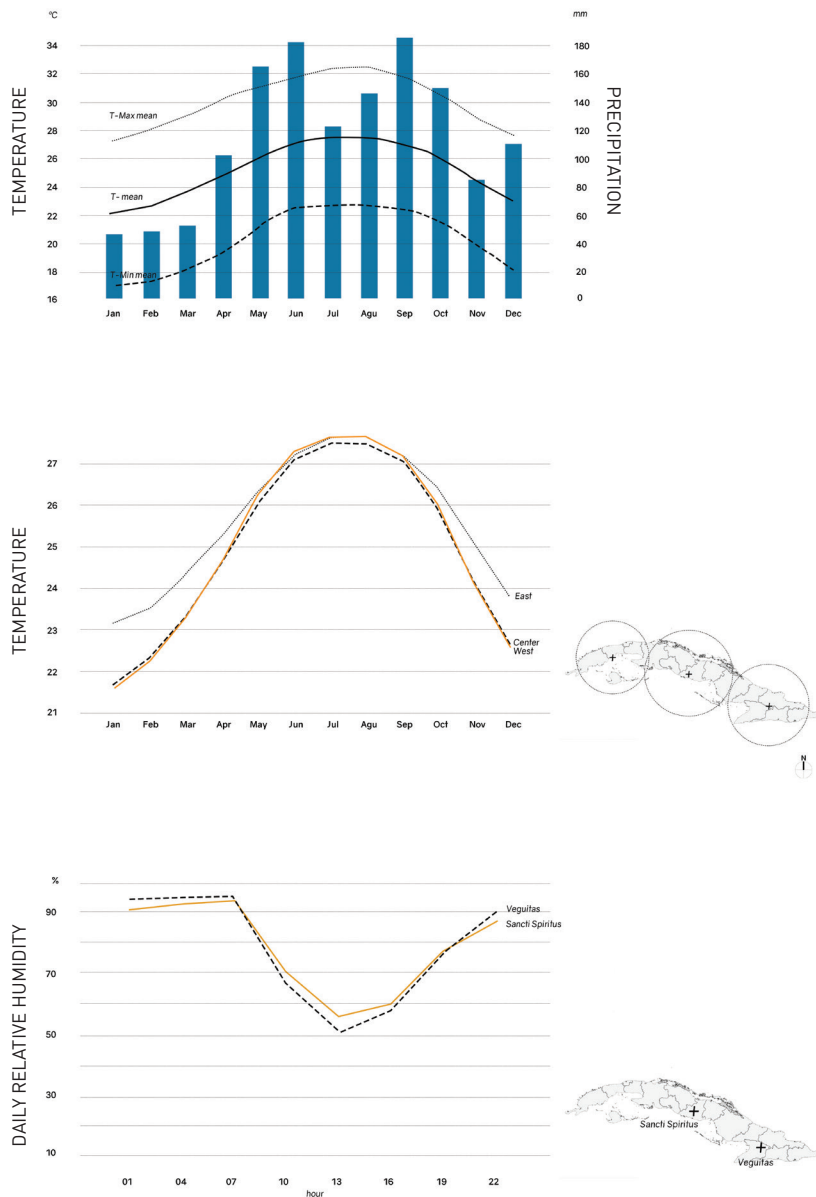 °C mm
34 180
32 160
TEMPERATURE
PRECIPITATION
30 140
T-Max mean
28 120
26 100
24 80
T- mean
22 60
20 40
T-Min mean
18 20
16 0
Jan Feb Mar Apr May Jun Jul Agu Sep Oct Nov Dec
TEMPERATURE
27
26
25
24
East
23
Center
West
22
21
Jan Feb Mar Apr May Jun Jul Agu Sep Oct Nov Dec
N
DAILY RELATIVE HUMIDITY
%
90
Veguitas
Sancti Spiritus
70
50
30
10
01 04 07 10 13 16 19 22
hour
Sancti Spiritus
Veguitas